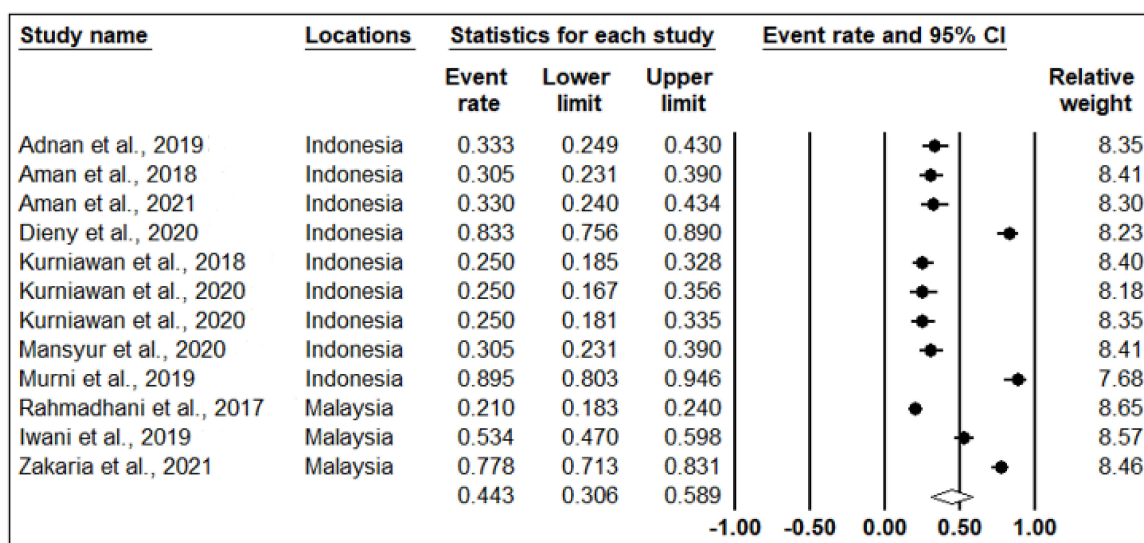 Study name Locations Statistics for each study Event rate and 95% CI
Event Lower Upper Relative
rate limit limit weight
Adnan et al., 2019 Indonesia 0.333 0.249 0.430 8.35
Aman et al., 2018 Indonesia 0.305 0.231 0.390 8.41
Aman et al., 2021 Indonesia 0.330 0.240 0.434 8.30
Dieny et al., 2020 Indonesia 0.833 0.756 0.890 8.23
Kurniawan et al., 2018 Indonesia 0.250 0.185 0.328 8.40
Kurniawan et al., 2020 Indonesia 0.250 0.167 0.356 8.18
Kurniawan et al., 2020 Indonesia 0.250 0.181 0.335 8.35
Mansyur et al., 2020 Indonesia 0.305 0.231 0.390 8.41
Murni et al., 2019 Indonesia 0.895 0.803 0.946 7.68
Rahmadhani et al., 2017 Malaysia 0.210 0.183 0.240 8.65
Iwani et al., 2019 Malaysia 0.534 0.470 0.598 8.57
Zakaria et al., 2021 Malaysia 0.778 0.713 0.831 8.46
0.443 0.306 0.589
-1.00 -0.50 0.00 0.50 1.00